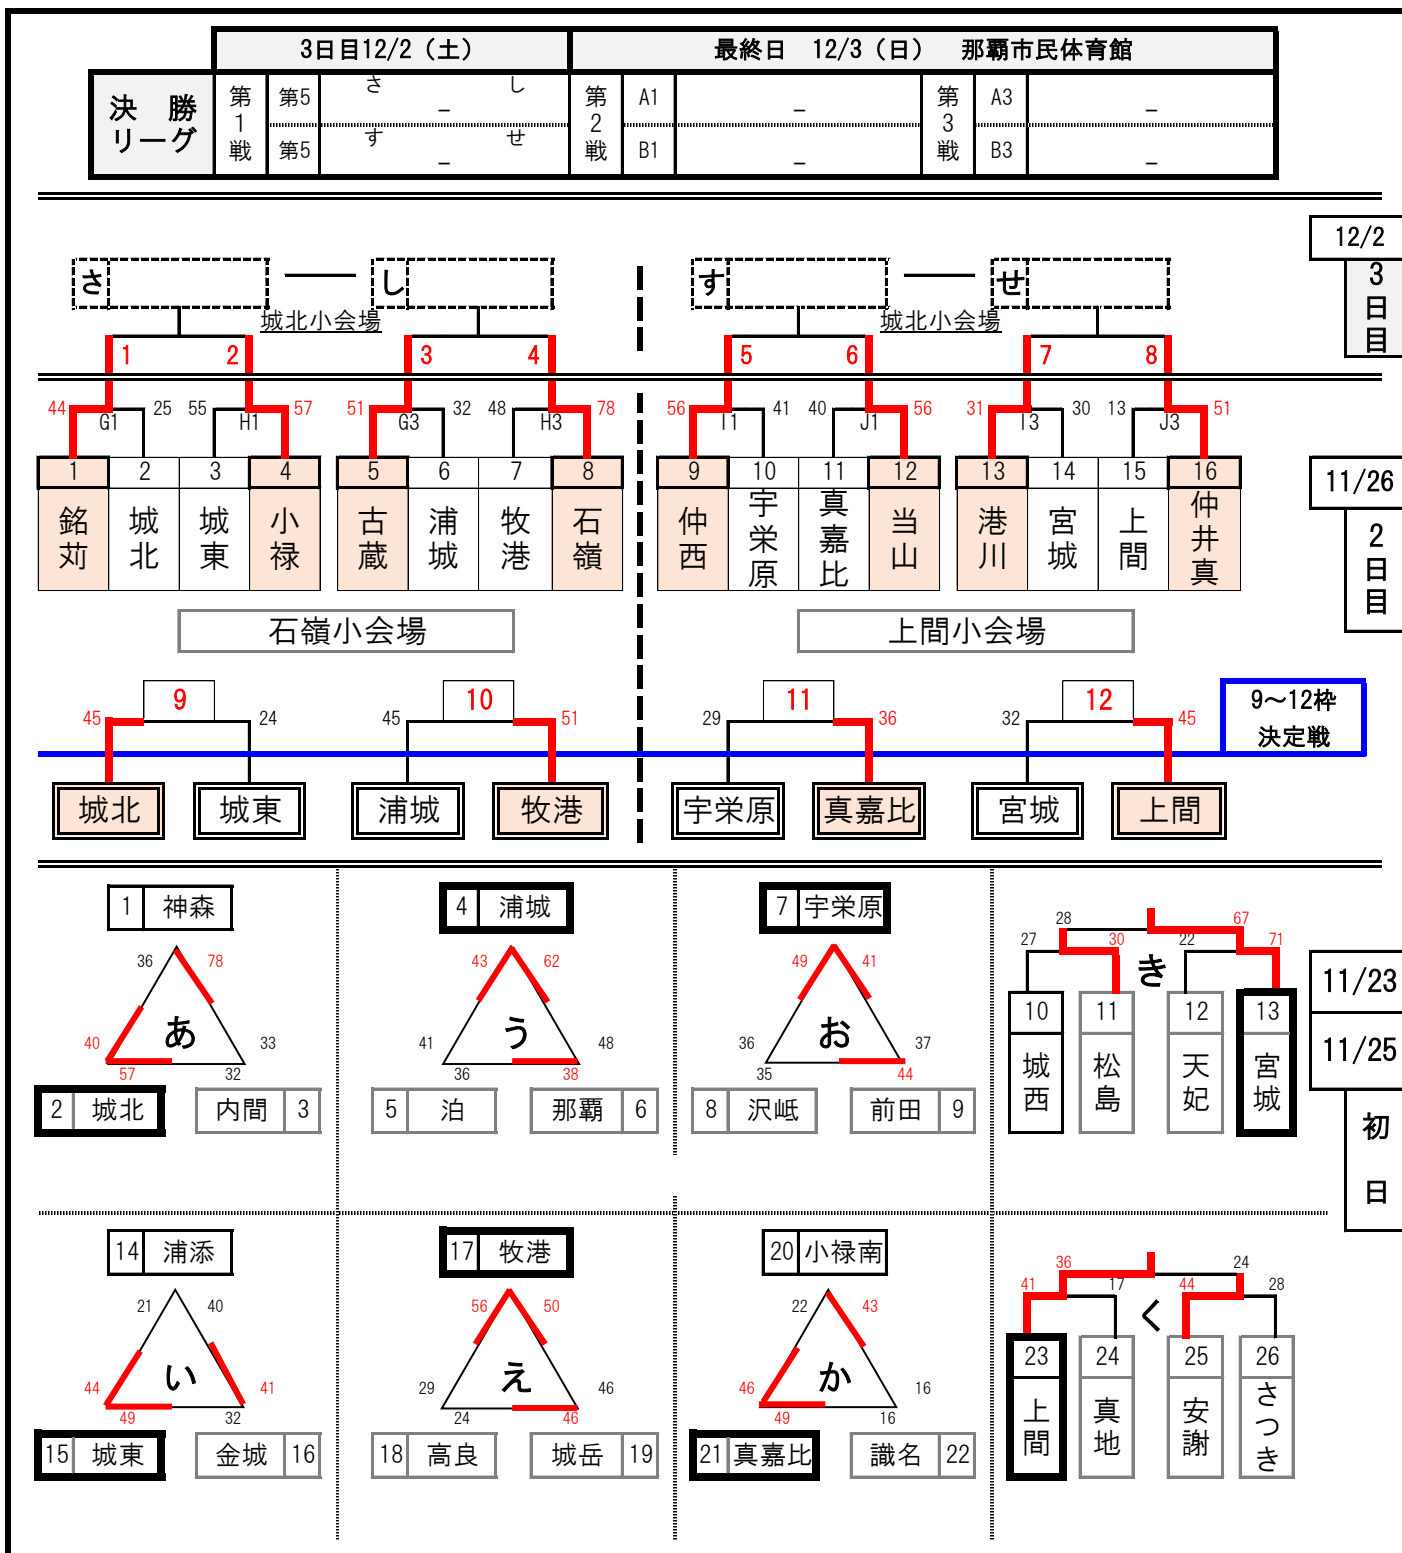 3日目12/2（土）
最終日　12/3（日）　那覇市民体育館
決　勝
リーグ
第1戦
第5
さ
_
し
第5
す
_
せ
第2戦
A1
_
B1
_
第3戦
A3
_
B3
_
12/2
3日目
さ
し
す
せ
城北小会場
城北小会場
1 2 3 4 5 6 7 8
44 25 55 57 51 32 48 78 56 41 40 56 31 30 13 51
G1 H1 G3 H3 I1 J1 I3 J3
1 2 3 4 5 6 7 8 9 10 11 12 13 14 15 16
銘苅
城北
城東
小禄
古蔵
浦城
牧港
石嶺
仲西
宇栄原
真嘉比
当山
港川
宮城
上間
仲井真
11/26
2日目
石嶺小会場
上間小会場
9 10 11 12
45 24 45 51 29 36 32 45
9～12枠
決定戦
城北
城東
浦城
牧港
宇栄原
真嘉比
宮城
上間
1 神森
36 78
あ
40 33
57 32
2 城北
内間 3
4 浦城
43 62
う
41 48
36 38
5 泊
那覇 6
7 宇栄原
49 41
お
36 37
35 44
8 沢岻
前田 9
28 67
27 30 22 71
き
10 11 12 13
城西
松島
天妃
宮城
11/23
11/25
初日
14 浦添
21 40
い
44 41
49 32
15 城東
金城 16
17 牧港
56 50
え
29 46
24 46
18 高良
城岳 19
20 小禄南
22 43
か
46 16
49 16
21 真嘉比
識名 22
36 24
41 17 44 28
く
23 24 25 26
上間
真地
安謝
さつき